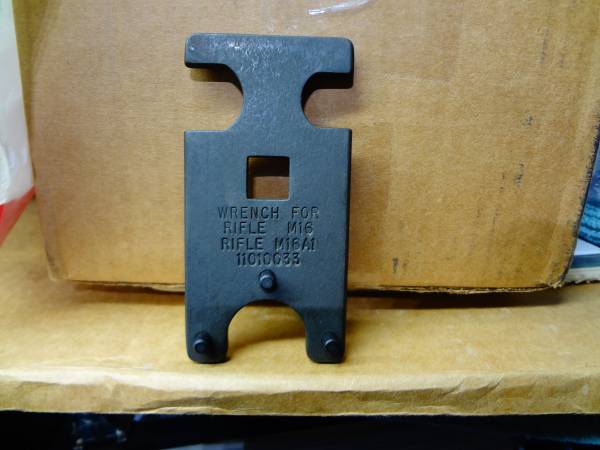 WRENCH FOR
RIFLE M16
RIFLE M16A1
11010033